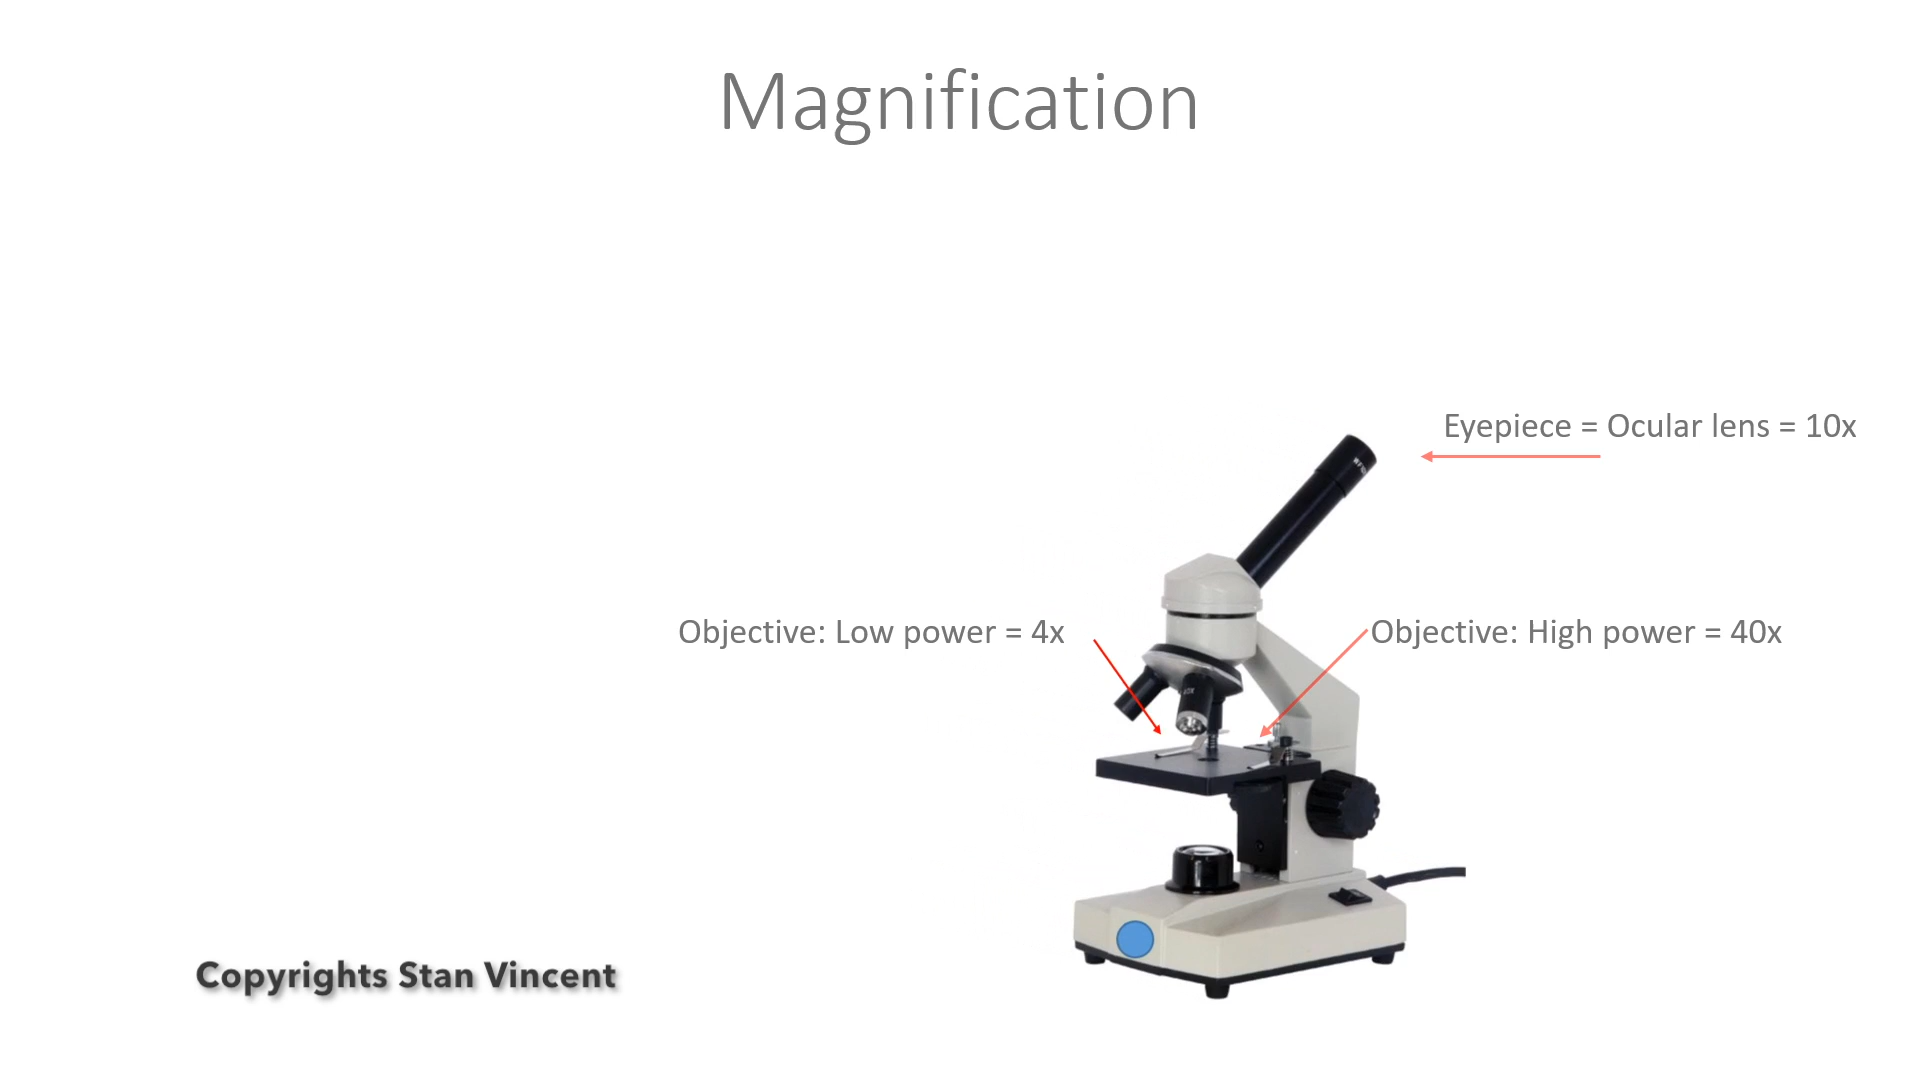 Magnification
Eyepiece = Ocular lens = 10x
Objective: Low power = 4x
Objective: High power = 40x
Copyrights Stan Vincent